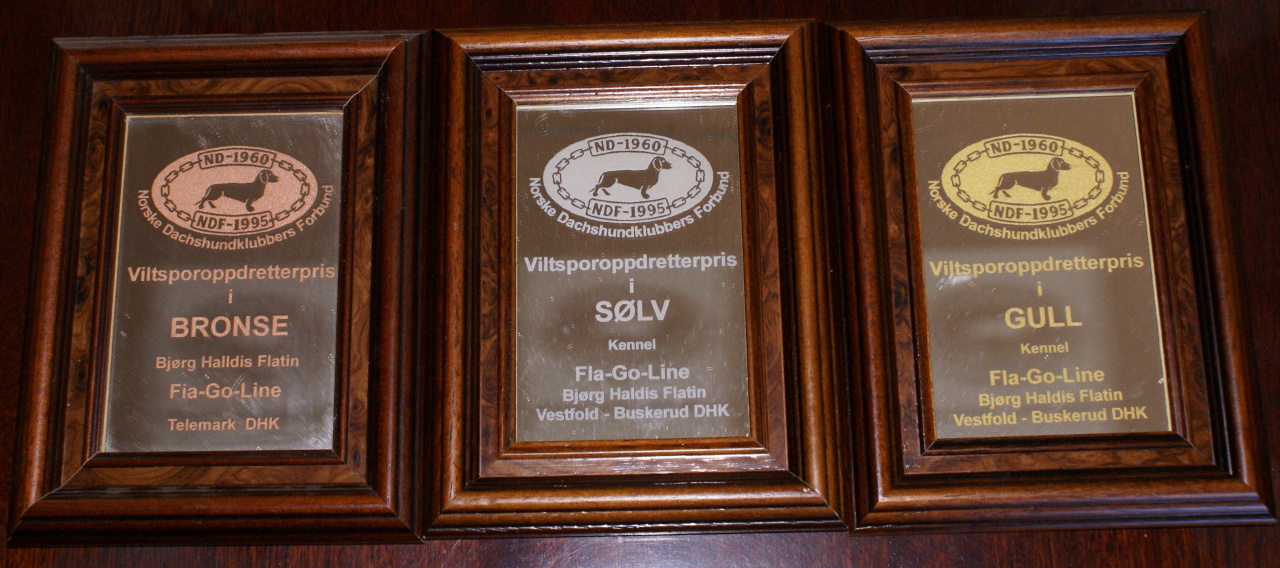 ND-1960
NDF-1995
Norske Dachshundklubbers Forbund
Viltsporoppdretterpris
i
BRONSE
Bjørg Halldis Flatin
Fia-Go-Line
Telemark DHK
ND-1960
NDF-1995
Norske Dachshundklubbers Forbund
Viltsporoppdretterpris
i
SØLV
Kennel
Fla-Go-Line
Bjørg Haldis Flatin
Vestfold - Buskerud DHK
ND-1960
NDF-1995
Norske Dachshundklubbers Forbund
Viltsporoppdretterpris
i
GULL
Kennel
Fla-Go-Line
Bjørg Haldis Flatin
Vestfold - Buskerud DHK